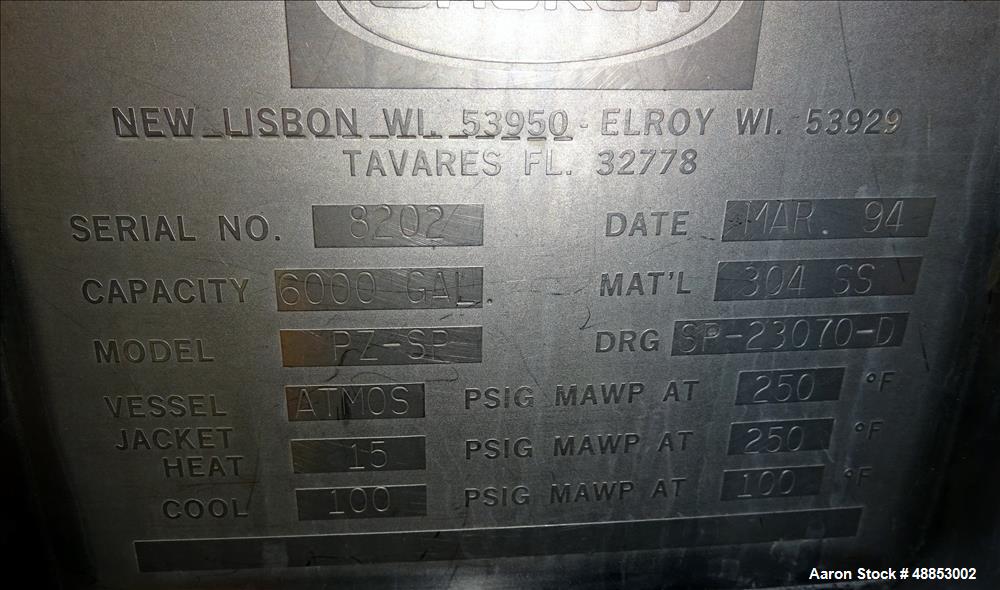 NEW LISBON WI. 53950 - ELROY WI. 53929
TAVARES FL. 32778
SERIAL NO. 8202 DATE MAR. 94
CAPACITY 6000 GAL. MAT'L 304 SS
MODEL PZ-SP DRG SP-23070-D
VESSEL ATMOS PSIG MAWP AT 250 °F
JACKET
HEAT 15 PSIG MAWP AT 250 °F
COOL 100 PSIG MAWP AT 100 °F
Aaron Stock # 48853002